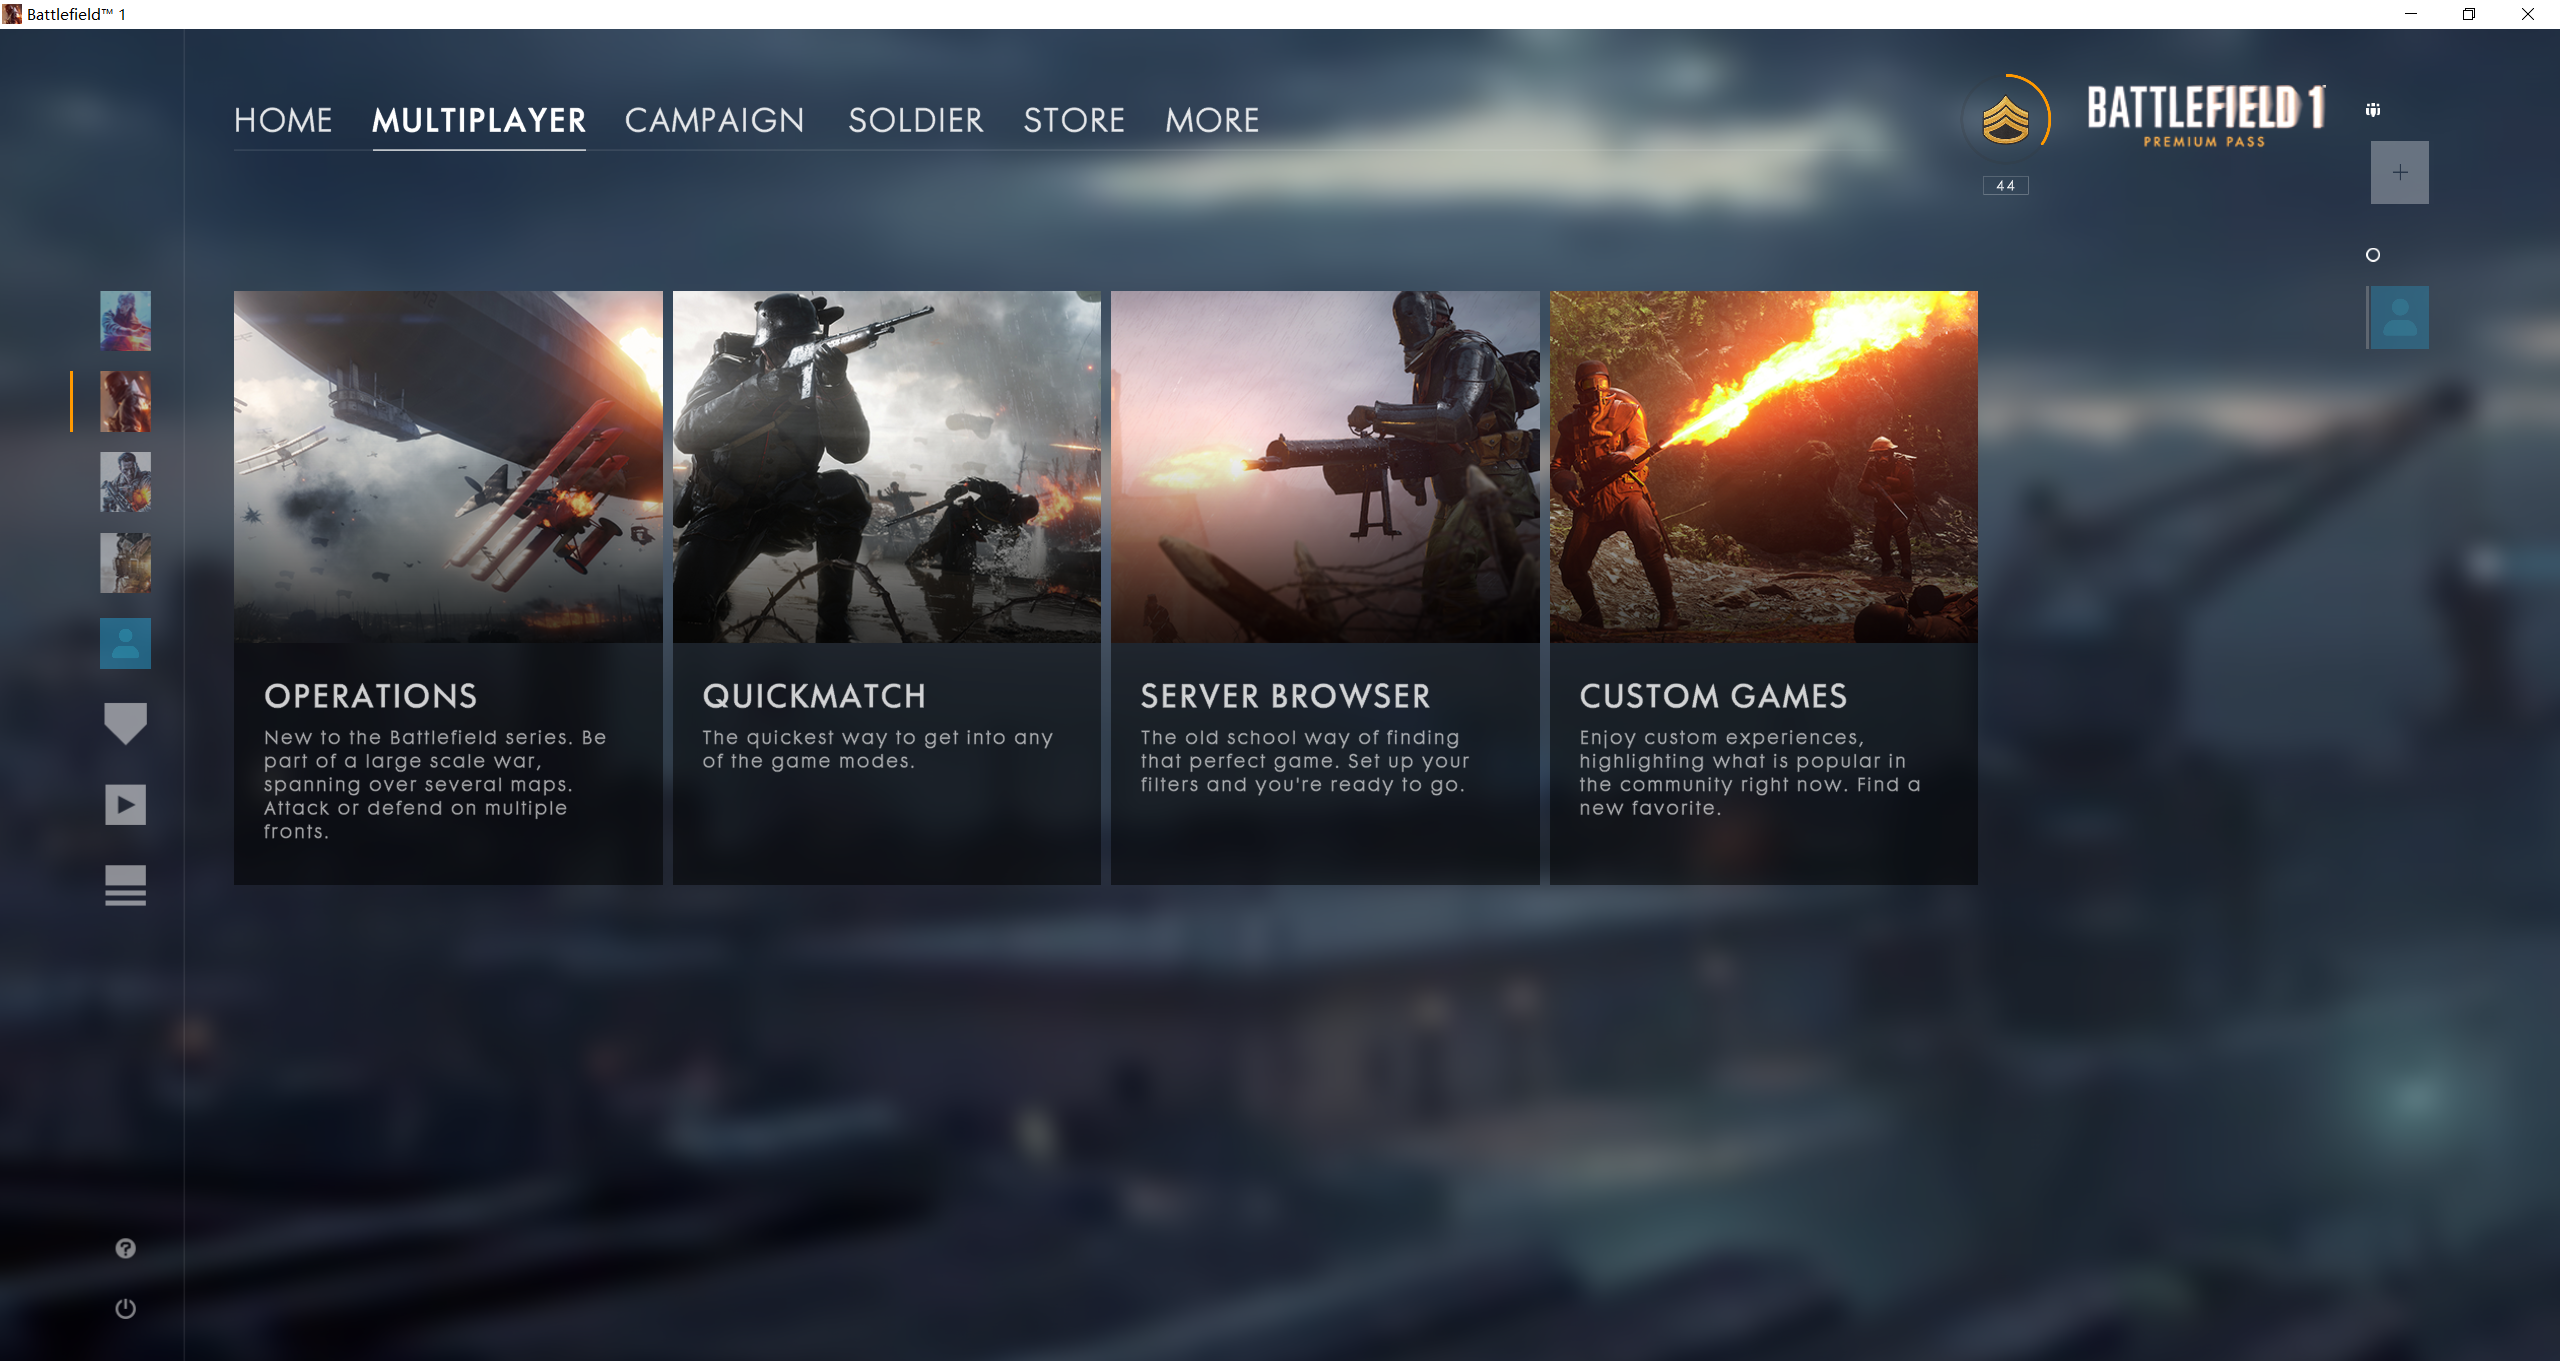 Battlefield™ 1
HOME MULTIPLAYER CAMPAIGN SOLDIER STORE MORE
44
BATTLEFIELD 1
PREMIUM PASS
OPERATIONS
New to the Battlefield series. Be
part of a large scale war,
spanning over several maps.
Attack or defend on multiple
fronts.
QUICKMATCH
The quickest way to get into any
of the game modes.
SERVER BROWSER
The old school way of finding
that perfect game. Set up your
filters and you're ready to go.
CUSTOM GAMES
Enjoy custom experiences,
highlighting what is popular in
the community right now. Find a
new favorite.